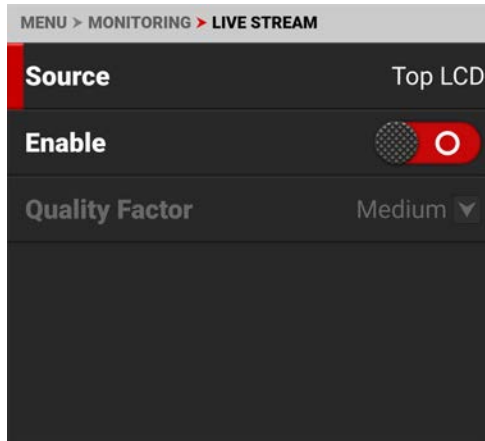 MENU > MONITORING > LIVE STREAM
Source Top LCD
Enable
Quality Factor Medium